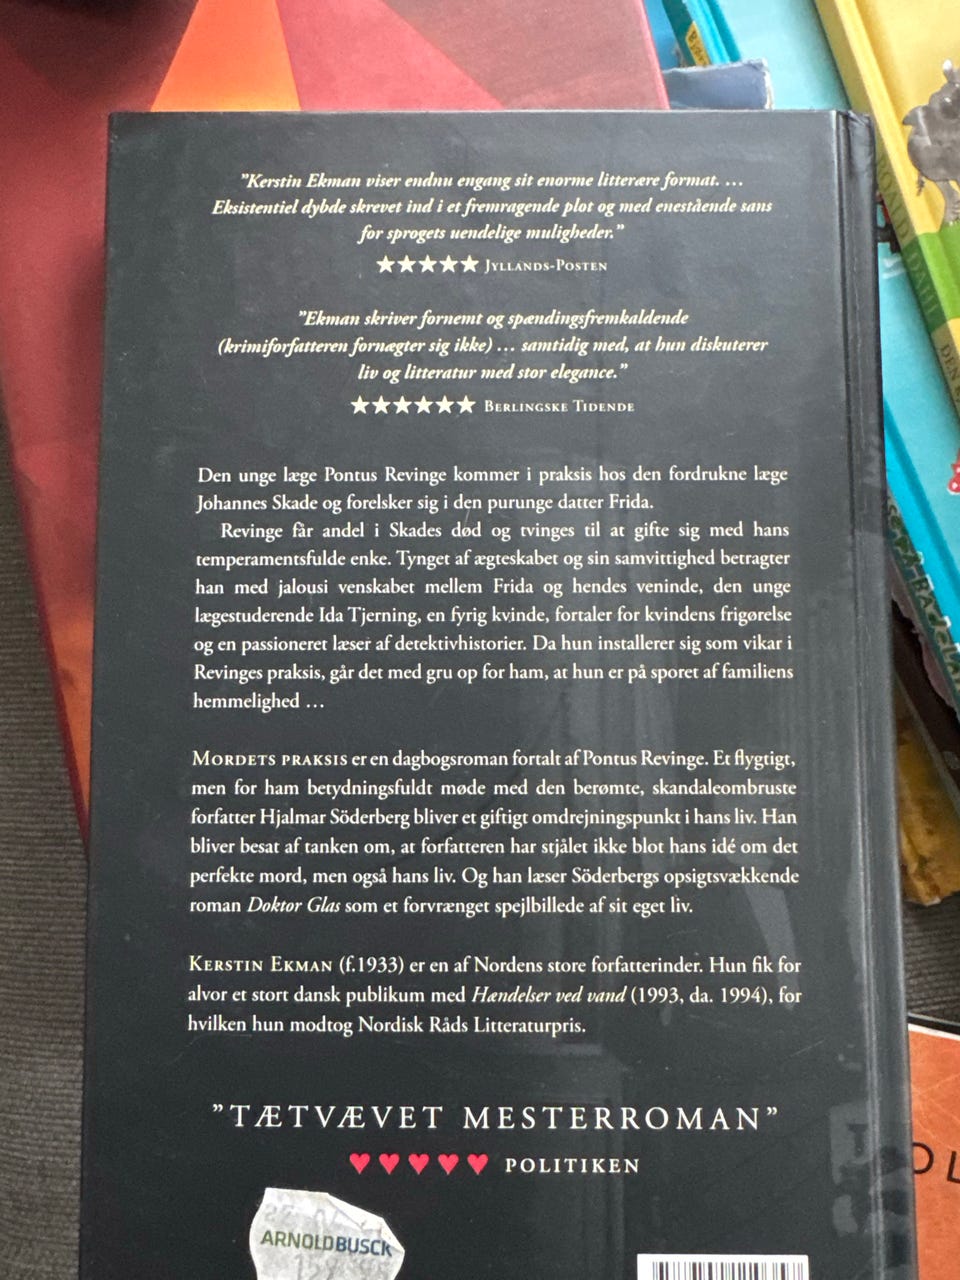 ”Kerstin Ekman viser endnu engang sit enorme litterære format. …
Eksistentiel dybde skrevet ind i et fremragende plot og med enestående sans
for sprogets uendelige muligheder.”
★★★★★ Jyllands-Posten
”Ekman skriver fornemt og spændingsfremkaldende
(krimiforfatteren fornægter sig ikke) … samtidig med, at hun diskuterer
liv og litteratur med stor elegance.”
★★★★★★ Berlingske Tidende
Den unge læge Pontus Revinge kommer i praksis hos den fordrukne læge
Johannes Skade og forelsker sig i den purunge datter Frida.
Revinge får andel i Skades død og tvinges til at gifte sig med hans
temperamentsfulde enke. Tynget af ægteskabet og sin samvittighed betragter
han med jalousi venskabet mellem Frida og hendes veninde, den unge
lægestuderende Ida Tjerning, en fyrig kvinde, fortaler for kvindens frigørelse
og en passioneret læser af detektivhistorier. Da hun installerer sig som vikar i
Revinges praksis, går det med gru op for ham, at hun er på sporet af familiens
hemmelighed …
Mordets praksis er en dagbogsroman fortalt af Pontus Revinge. Et flygtigt,
men for ham betydningsfuldt møde med den berømte, skandaleombruste
forfatter Hjalmar Söderberg bliver et giftigt omdrejningspunkt i hans liv. Han
bliver besat af tanken om, at forfatteren har stjålet ikke blot hans idé om det
perfekte mord, men også hans liv. Og han læser Söderbergs opsigtsvækkende
roman Doktor Glas som et forvrænget spejlbillede af sit eget liv.
Kerstin Ekman (f.1933) er en af Nordens store forfatterinder. Hun fik for
alvor et stort dansk publikum med Hændelser ved vand (1993, da. 1994), for
hvilken hun modtog Nordisk Råds Litteraturpris.
”TÆTVÆVET MESTERROMAN”
♥♥♥♥♥ POLITIKEN
ARNOLDBUSCK
DAHL
DEN
OL